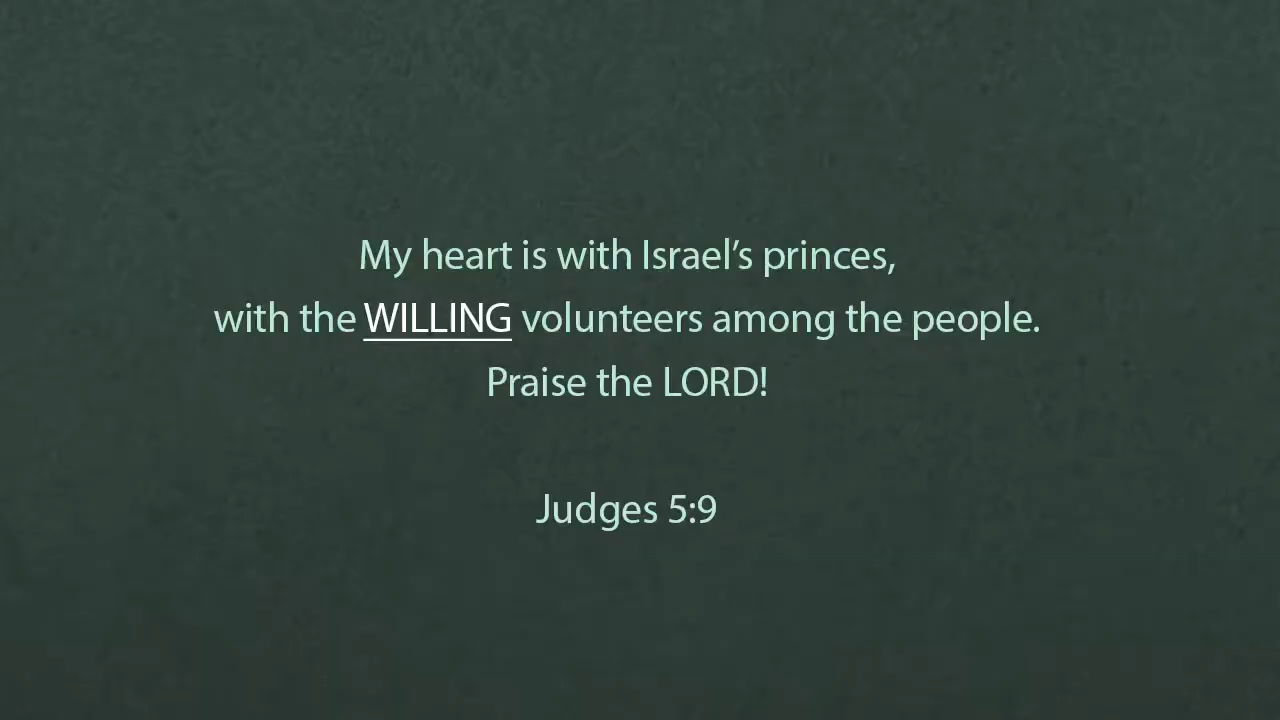 My heart is with Israel’s princes,
with the WILLING volunteers among the people.
Praise the LORD!
Judges 5:9